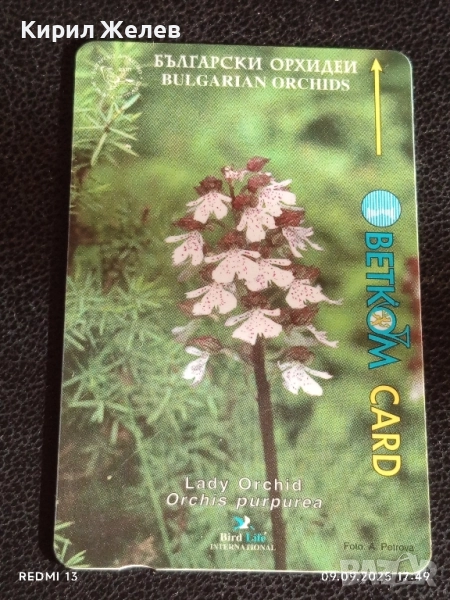 Кирил Желев
БЪЛГАРСКИ ОРХИДЕИ
BULGARIAN ORCHIDS
BETKOM CARD
Lady Orchid
Orchis purpurea
Bird Life
INTERNATIONAL
Foto: A. Petrova
REDMI 13
09.09.2025 17:49